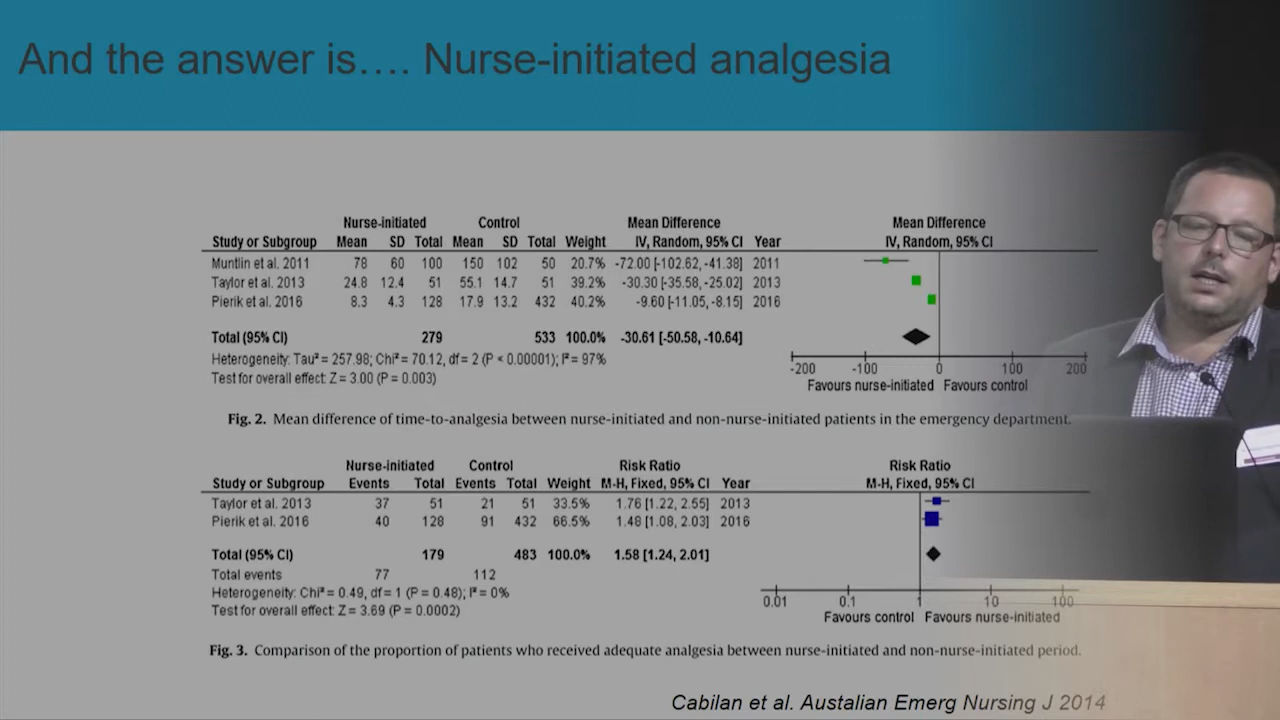 And the answer is…. Nurse-initiated analgesia
Nurse-initiated Control Mean Difference Mean Difference
Study or Subgroup Mean SD Total Mean SD Total Weight IV, Random, 95% CI Year IV, Random, 95% CI
Muntlin et al. 2011 78 60 100 150 102 50 20.7% -72.00 [-102.62, -41.38] 2011
Taylor et al. 2013 24.8 12.4 51 55.1 14.7 51 39.2% -30.30 [-35.58, -25.02] 2013
Pierik et al. 2016 8.3 4.3 128 17.9 13.2 432 40.2% -9.60 [-11.05, -8.15] 2016
Total (95% CI) 279 533 100.0% -30.61 [-50.58, -10.64]
Heterogeneity: Tau² = 257.98; Chi² = 70.12, df = 2 (P < 0.00001); I² = 97%
Test for overall effect: Z = 3.00 (P = 0.003)
-200 -100 0 100 200
Favours nurse-initiated Favours control
Fig. 2. Mean difference of time-to-analgesia between nurse-initiated and non-nurse-initiated patients in the emergency department.
Nurse-initiated Control Risk Ratio Risk Ratio
Study or Subgroup Events Total Events Total Weight M-H, Fixed, 95% CI Year M-H, Fixed, 95% CI
Taylor et al. 2013 37 51 21 51 33.5% 1.76 [1.22, 2.55] 2013
Pierik et al. 2016 40 128 91 432 66.5% 1.48 [1.08, 2.03] 2016
Total (95% CI) 179 483 100.0% 1.58 [1.24, 2.01]
Total events 77 112
Heterogeneity: Chi² = 0.49, df = 1 (P = 0.48); I² = 0%
Test for overall effect: Z = 3.69 (P = 0.0002)
0.01 0.1 1 10 100
Favours control Favours nurse-initiated
Fig. 3. Comparison of the proportion of patients who received adequate analgesia between nurse-initiated and non-nurse-initiated period.
Cabilan et al. Austalian Emerg Nursing J 2014